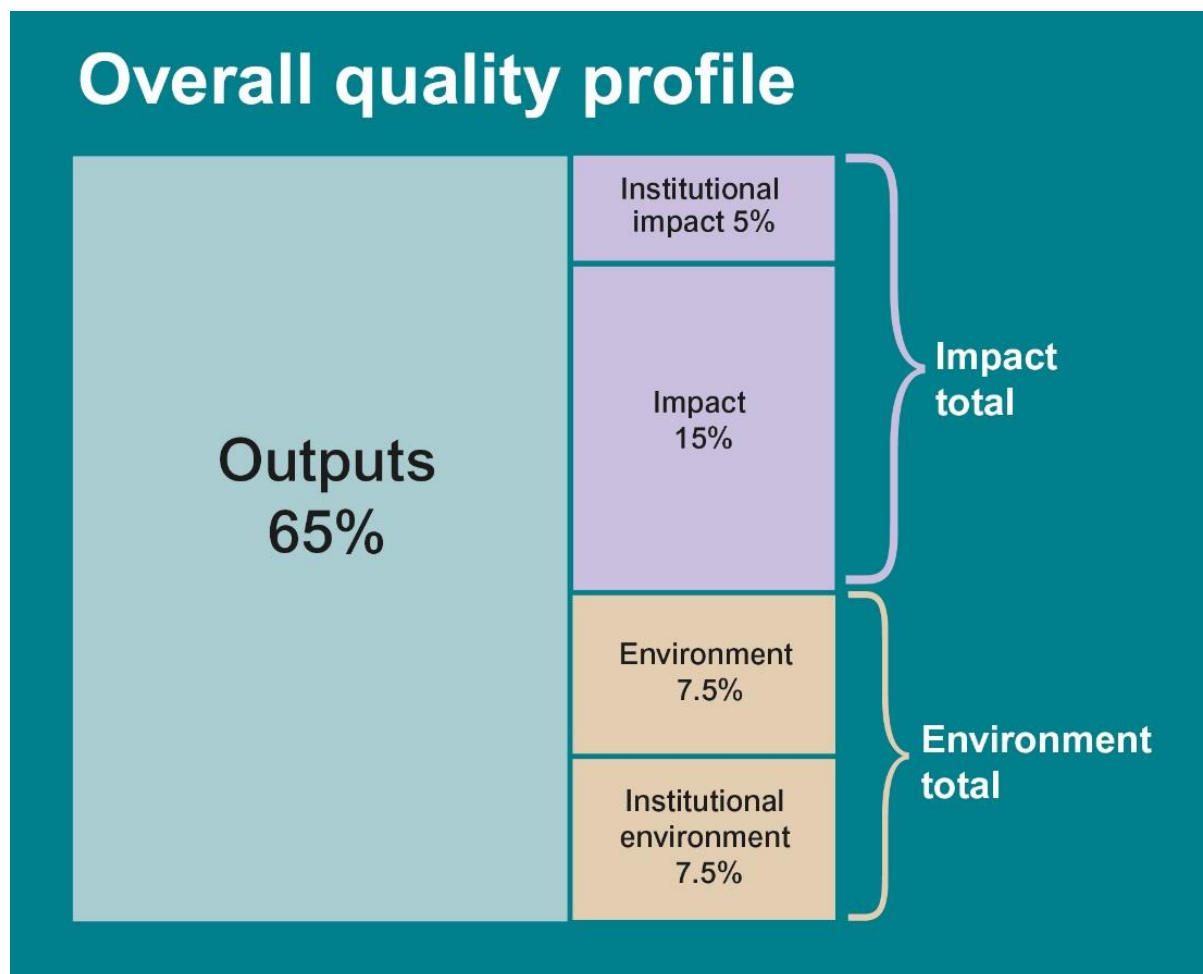 Overall quality profile
Outputs
65%
Institutional
impact 5%
Impact
15%
Environment
7.5%
Institutional
environment
7.5%
Impact
total
Environment
total